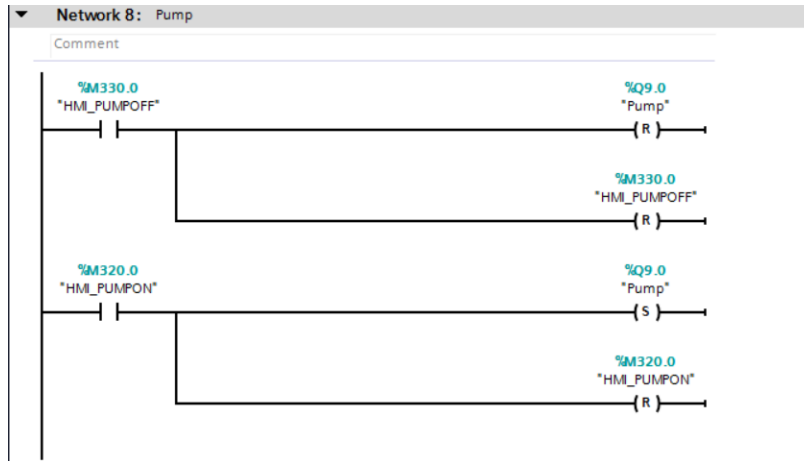 Network 8: Pump
Comment
%M330.0
"HMI_PUMPOFF"
%Q9.0
"Pump"
R
%M330.0
"HMI_PUMPOFF"
R
%M320.0
"HMI_PUMPON"
%Q9.0
"Pump"
S
%M320.0
"HMI_PUMPON"
R